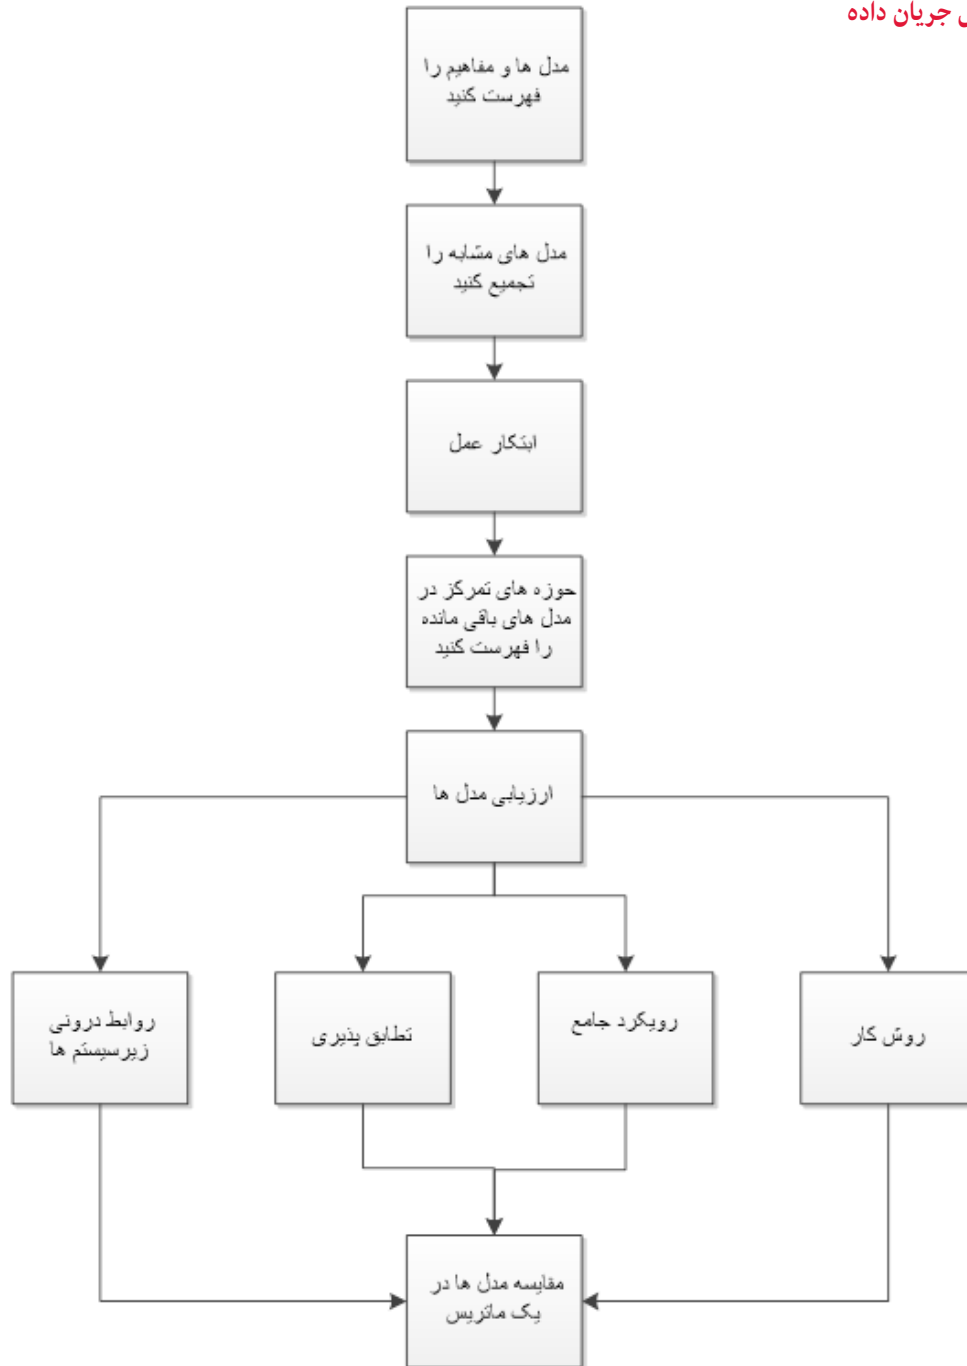 جریان داده
مدل ها و مفاهیم را
فهرست کنید
مدل های مشابه را
تجمیع کنید
ابتکار عمل
حوزه های تمرکز در
مدل های باقی مانده
را فهرست کنید
ارزیابی مدل ها
روش کار
رویکرد جامع
تطابق پذیری
روابط درونی
زیرسیستم ها
مقایسه مدل ها در
یک ماتریس